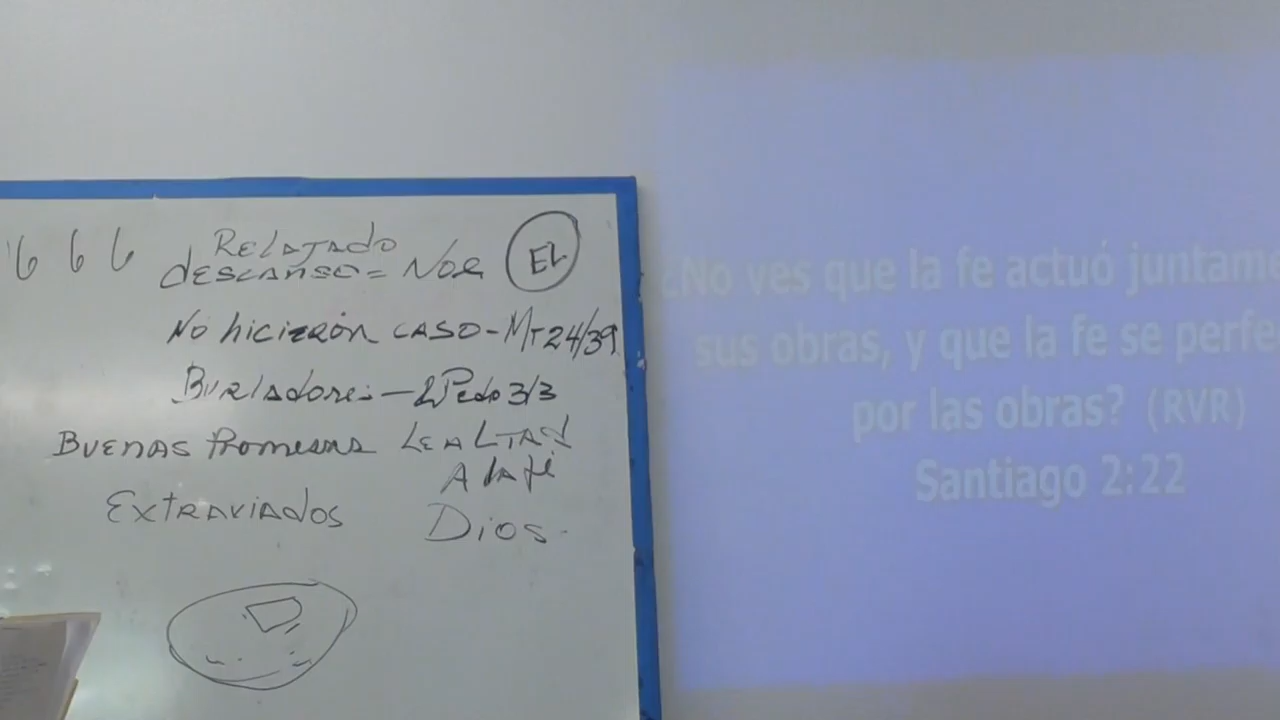 666 RELAJADO
DESCANSO = NOE EL
NO hicieron CASO - MT 24/39
Burladores - 2 Pedro 3/3
BUENAS Promesas LEALTAD
A la fe
EXTRAVIADOS DIOS.
¿No ves que la fe actuó juntame
sus obras, y que la fe se perfe
por las obras? (RVR)
Santiago 2:22